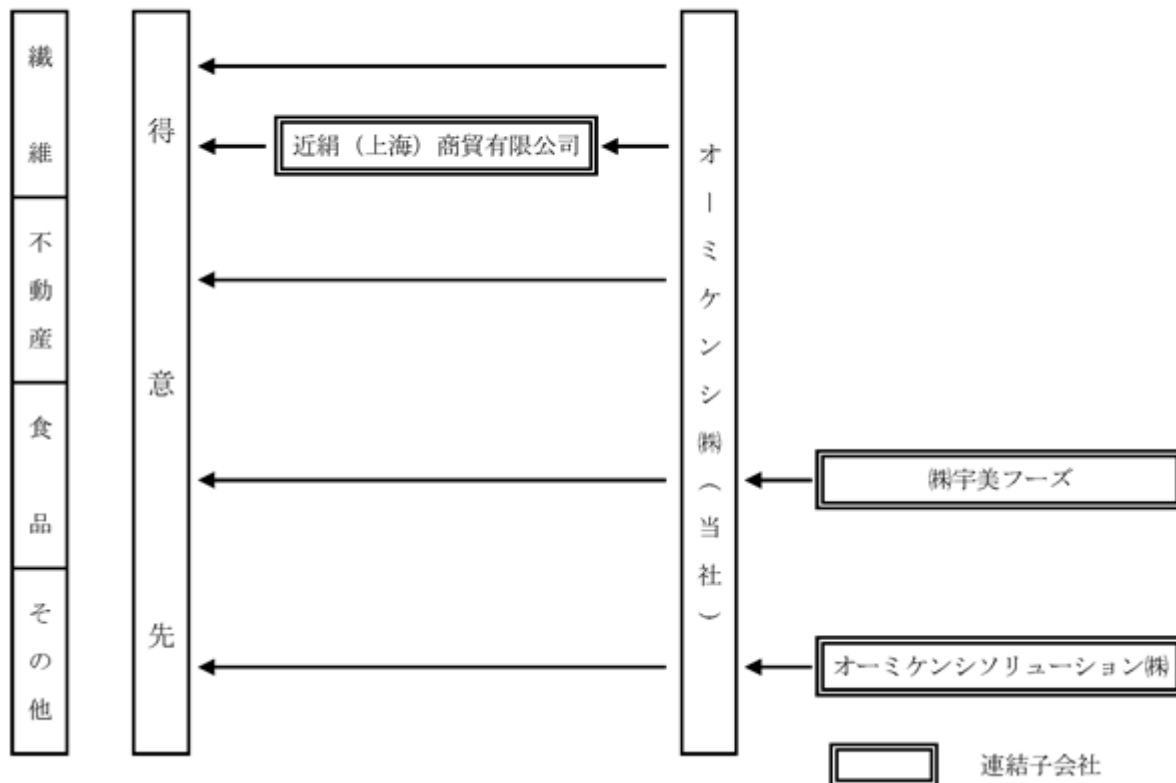 繊維
不動産
食品
その他
得意先
近絹（上海）商貿有限公司
オーミケンシ㈱（当社）
㈱宇美フーズ
オーミケンシソリューション㈱
連結子会社